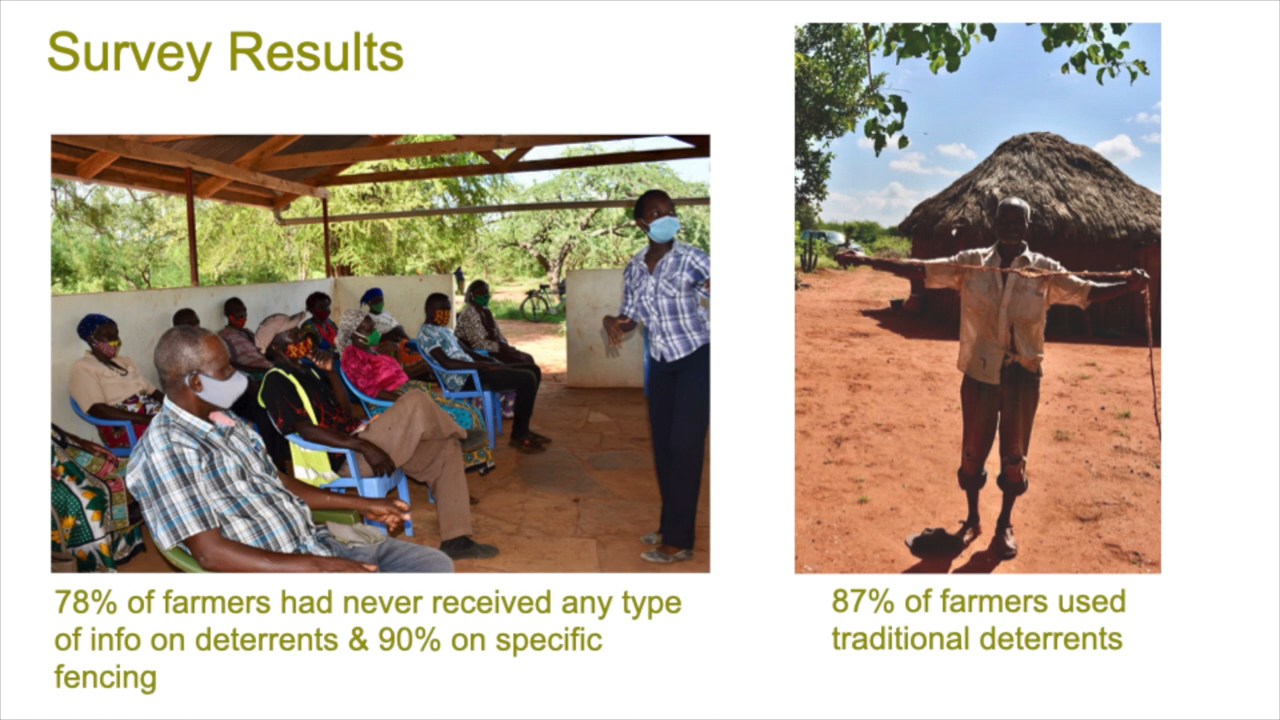 Survey Results
78% of farmers had never received any type
of info on deterrents & 90% on specific
fencing
87% of farmers used
traditional deterrents